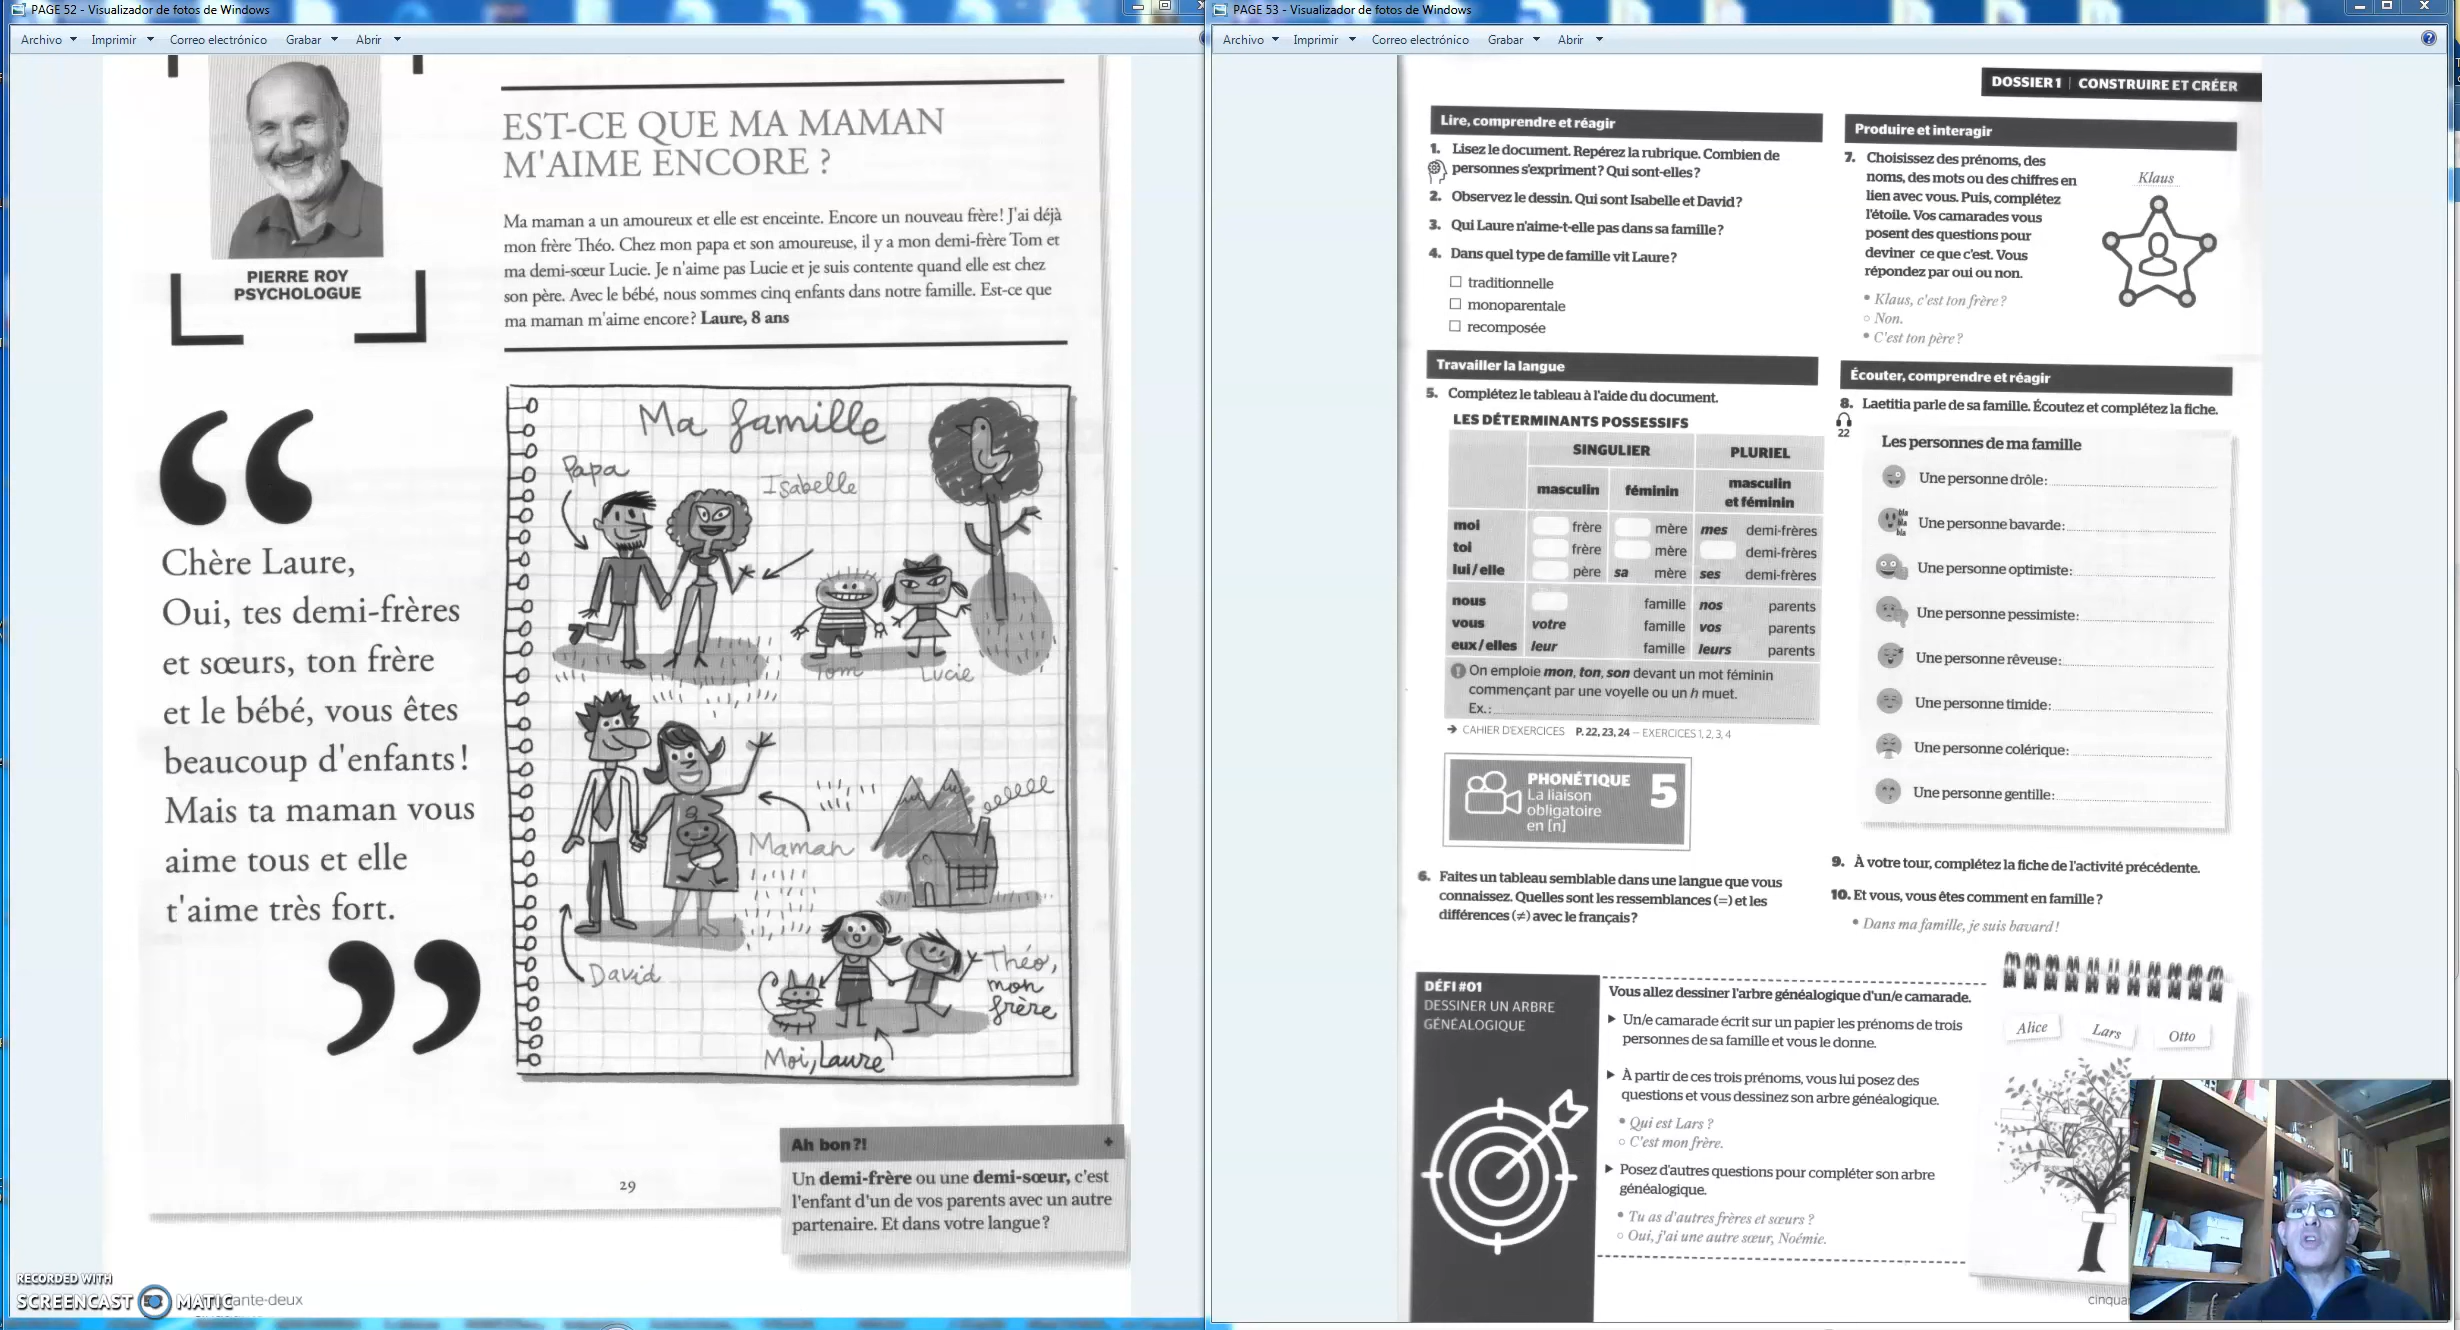 PAGE 52 - Visualizador de fotos de Windows
Archivo Imprimir Correo electrónico Grabar Abrir
PIERRE ROY
PSYCHOLOGUE
EST-CE QUE MA MAMAN
M'AIME ENCORE ?
Ma maman a un amoureux et elle est enceinte. Encore un nouveau frère! J'ai déjà
mon frère Théo. Chez mon papa et son amoureuse, il y a mon demi-frère Tom et
ma demi-sœur Lucie. Je n'aime pas Lucie et je suis contente quand elle est chez
son père. Avec le bébé, nous sommes cinq enfants dans notre famille. Est-ce que
ma maman m'aime encore? Laure, 8 ans
“
Chère Laure,
Oui, tes demi-frères
et sœurs, ton frère
et le bébé, vous êtes
beaucoup d'enfants!
Mais ta maman vous
aime tous et elle
t'aime très fort.
”
Ma famille
Papa
Isabelle
Tom
Lucie
Maman
David
Théo,
mon
frère
Moi, Laure
Ah bon?! +
Un demi-frère ou une demi-sœur, c'est
l'enfant d'un de vos parents avec un autre
partenaire. Et dans votre langue?
29
RECORDED WITH
SCREENCAST MATIC
ante-deux
PAGE 53 - Visualizador de fotos de Windows
Archivo Imprimir Correo electrónico Grabar Abrir
DOSSIER 1 | CONSTRUIRE ET CRÉER
Lire, comprendre et réagir
1. Lisez le document. Repérez la rubrique. Combien de
personnes s'expriment? Qui sont-elles?
2. Observez le dessin. Qui sont Isabelle et David?
3. Qui Laure n'aime-t-elle pas dans sa famille?
4. Dans quel type de famille vit Laure?
☐ traditionnelle
☐ monoparentale
☐ recomposée
Travailler la langue
5. Complétez le tableau à l'aide du document.
LES DÉTERMINANTS POSSESSIFS
SINGULIER PLURIEL
masculin féminin masculin
et féminin
moi frère mère mes demi-frères
toi frère mère demi-frères
lui/elle père sa mère ses demi-frères
nous famille nos parents
vous votre famille vos parents
eux/elles leur famille leurs parents
! On emploie mon, ton, son devant un mot féminin
commençant par une voyelle ou un h muet.
Ex.:
→ CAHIER D'EXERCICES P. 22, 23, 24 – EXERCICES 1, 2, 3, 4
PHONÉTIQUE 5
La liaison
obligatoire
en [n]
6. Faites un tableau semblable dans une langue que vous
connaissez. Quelles sont les ressemblances (=) et les
différences (≠) avec le français?
Produire et interagir
7. Choisissez des prénoms, des
noms, des mots ou des chiffres en
lien avec vous. Puis, complétez
l'étoile. Vos camarades vous
posent des questions pour
deviner ce que c'est. Vous
répondez par oui ou non.
Klaus
• Klaus, c'est ton frère?
○ Non.
• C'est ton père?
Écouter, comprendre et réagir
8. Laetitia parle de sa famille. Écoutez et complétez la fiche.
22
Les personnes de ma famille
Une personne drôle:
bla
bla
bla
Une personne bavarde:
Une personne optimiste:
Une personne pessimiste:
Une personne rêveuse:
Une personne timide:
Une personne colérique:
Une personne gentille:
9. À votre tour, complétez la fiche de l'activité précédente.
10. Et vous, vous êtes comment en famille?
• Dans ma famille, je suis bavard!
DÉFI #01
DESSINER UN ARBRE
GÉNÉALOGIQUE
Vous allez dessiner l'arbre généalogique d'un/e camarade.
▶ Un/e camarade écrit sur un papier les prénoms de trois
personnes de sa famille et vous le donne.
▶ À partir de ces trois prénoms, vous lui posez des
questions et vous dessinez son arbre généalogique.
• Qui est Lars?
○ C'est mon frère.
▶ Posez d'autres questions pour compléter son arbre
généalogique.
• Tu as d'autres frères et sœurs?
○ Oui, j'ai une autre sœur, Noémie.
Alice Lars Otto
cinqua